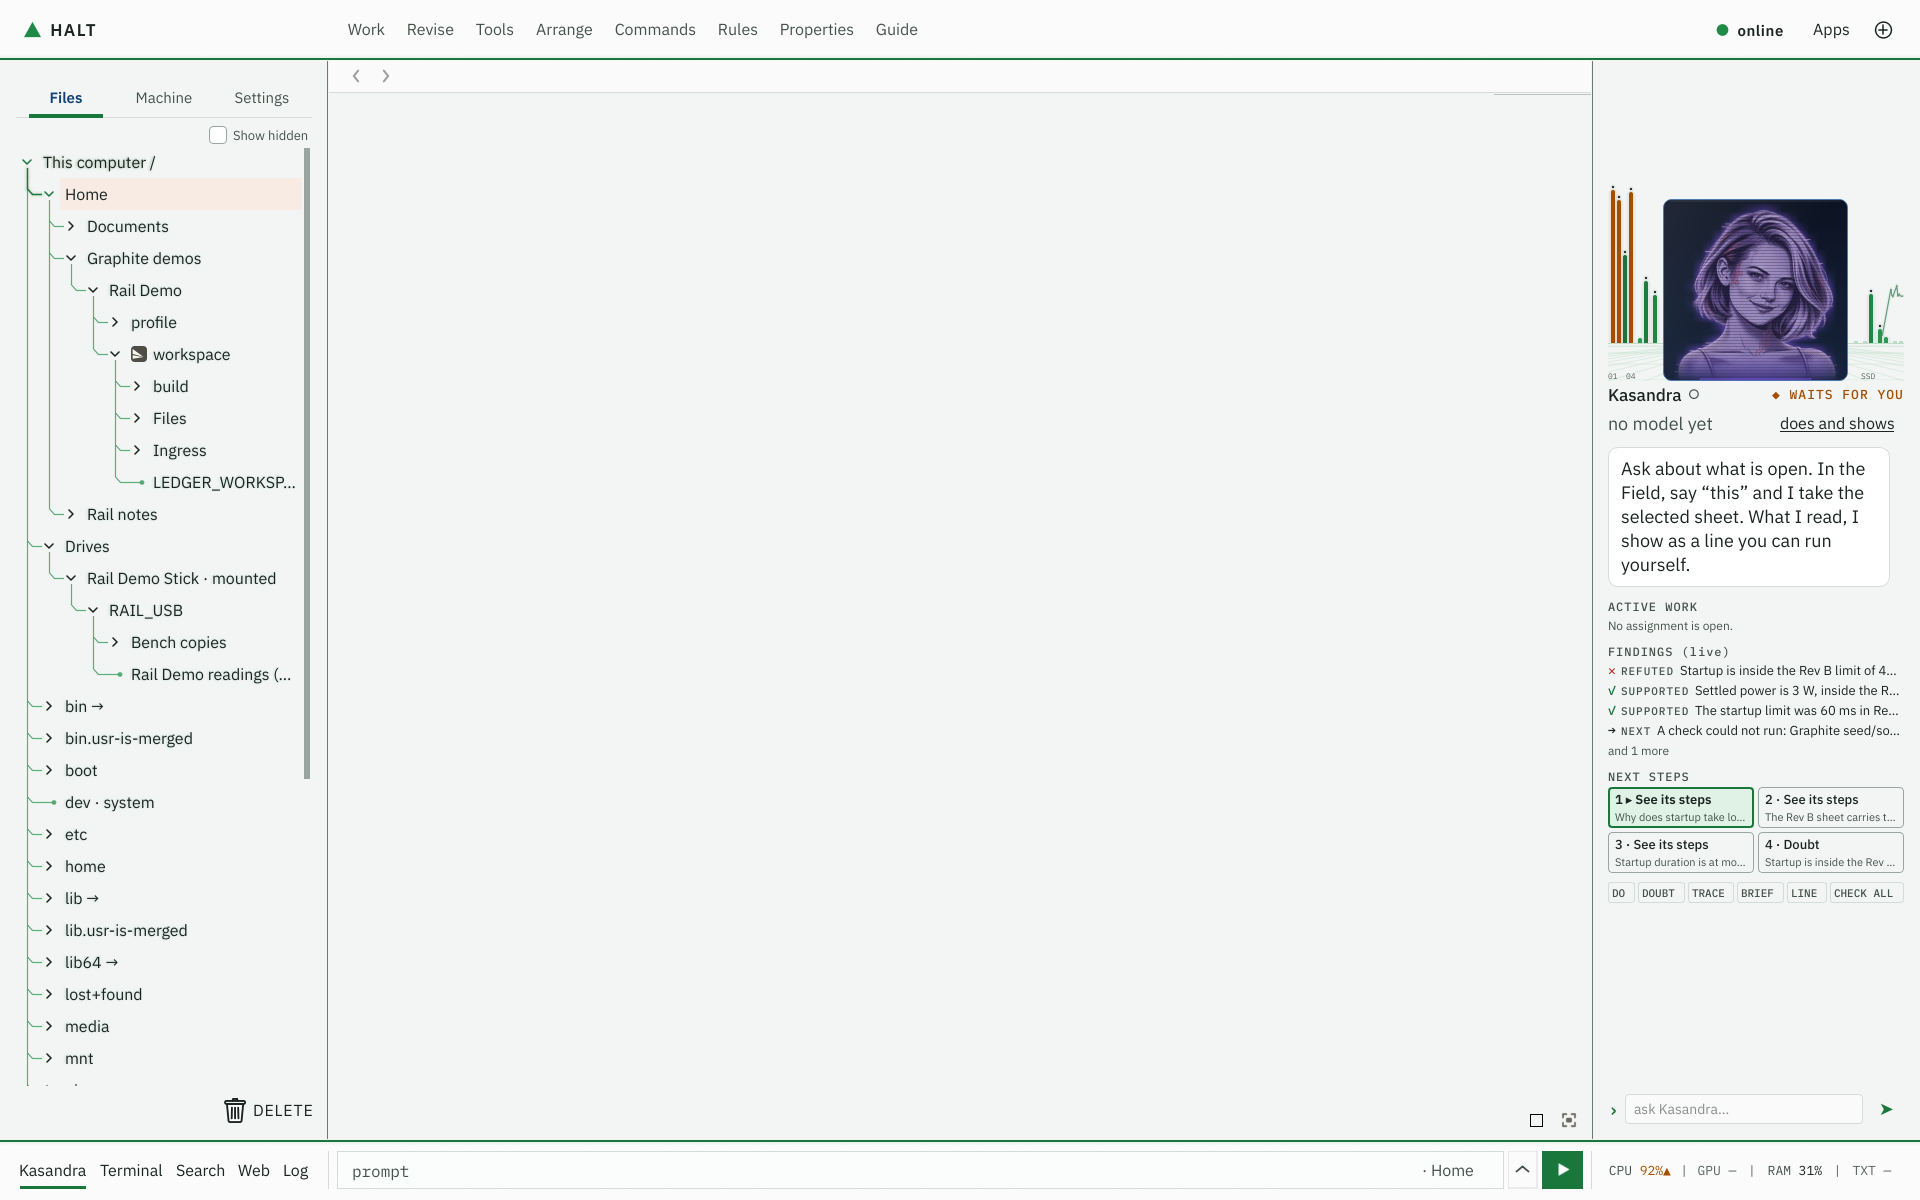 HALT
Work Revise Tools Arrange Commands Rules Properties Guide
online Apps
Files Machine Settings
Show hidden
This computer /
Home
Documents
Graphite demos
Rail Demo
profile
workspace
build
Files
Ingress
LEDGER_WORKSP...
Rail notes
Drives
Rail Demo Stick · mounted
RAIL_USB
Bench copies
Rail Demo readings (...
bin →
bin.usr-is-merged
boot
dev · system
etc
home
lib →
lib.usr-is-merged
lib64 →
lost+found
media
mnt
DELETE
01 04 SSD
Kasandra ◆ WAITS FOR YOU
no model yet does and shows
Ask about what is open. In the
Field, say “this” and I take the
selected sheet. What I read, I
show as a line you can run
yourself.
ACTIVE WORK
No assignment is open.
FINDINGS (live)
× REFUTED Startup is inside the Rev B limit of 4...
√ SUPPORTED Settled power is 3 W, inside the R...
√ SUPPORTED The startup limit was 60 ms in Re...
→ NEXT A check could not run: Graphite seed/so...
and 1 more
NEXT STEPS
1 ▸ See its steps 2 · See its steps
Why does startup take lo... The Rev B sheet carries t...
3 · See its steps 4 · Doubt
Startup duration is at mo... Startup is inside the Rev ...
DO DOUBT TRACE BRIEF LINE CHECK ALL
› ask Kasandra...
Kasandra Terminal Search Web Log
prompt · Home
CPU 92%▲ | GPU — | RAM 31% | TXT —